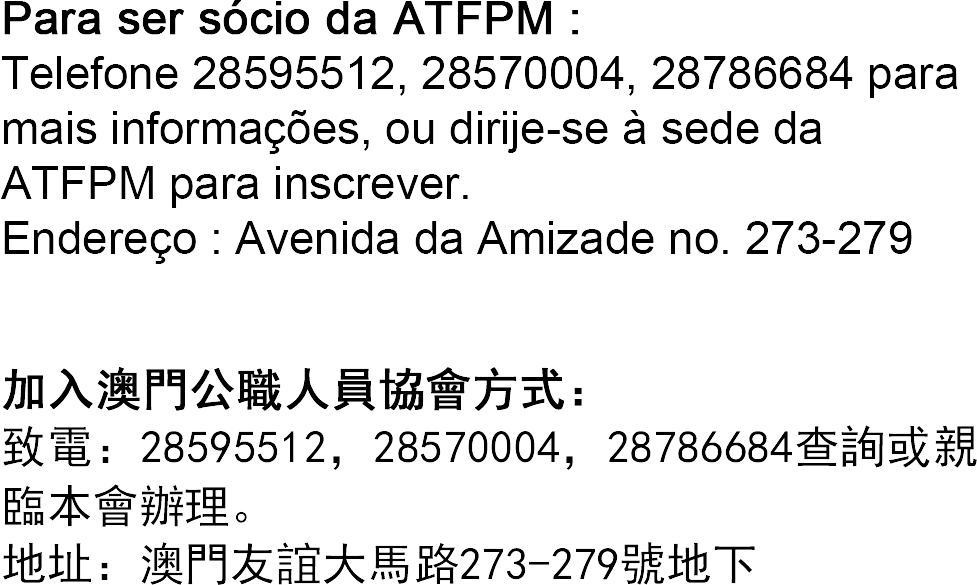 Para ser sócio da ATFPM :
Telefone 28595512, 28570004, 28786684 para
mais informações, ou dirije-se à sede da
ATFPM para inscrever.
Endereço : Avenida da Amizade no. 273-279
加入澳門公職人員協會方式：
致電：28595512，28570004，28786684查詢或親
臨本會辦理。
地址：澳門友誼大馬路273-279號地下